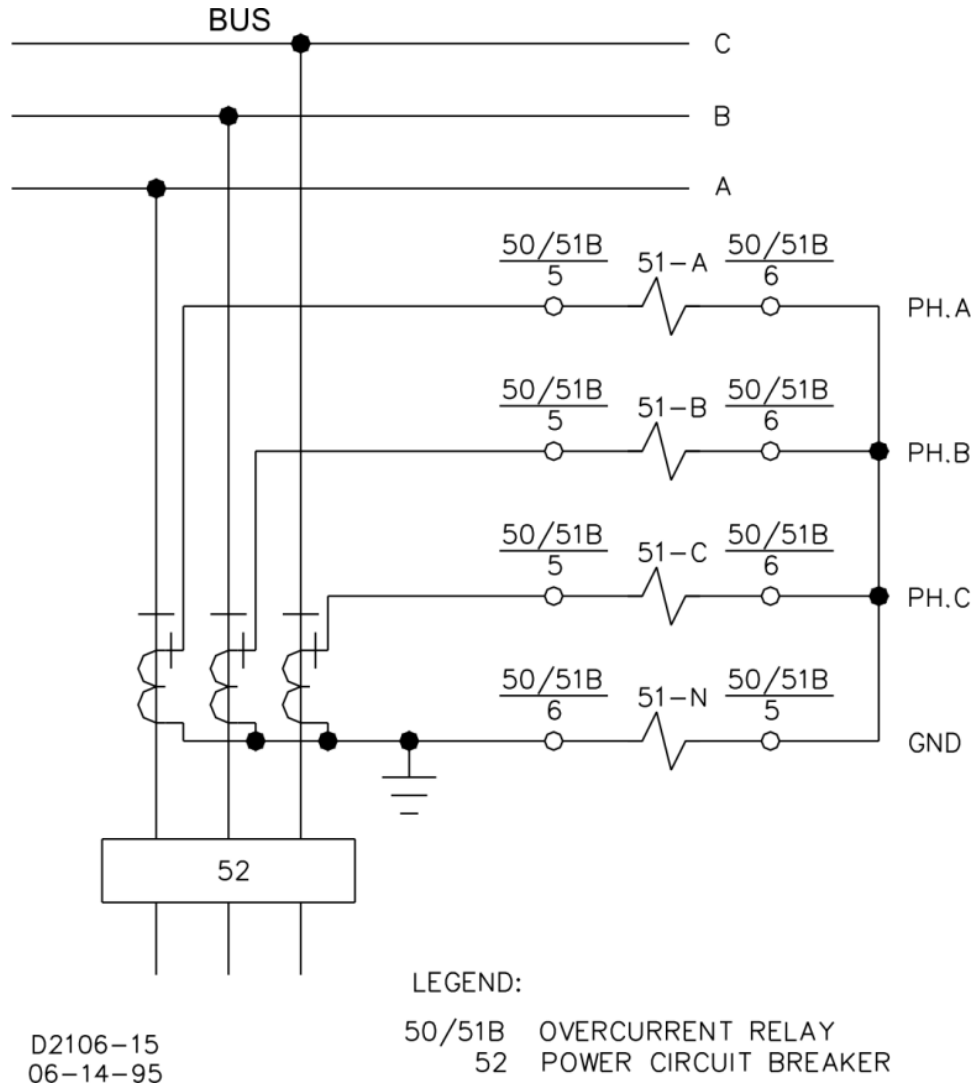 BUS
C
B
A
50/51B 51-A 50/51B
5 6
PH.A
50/51B 51-B 50/51B
5 6
PH.B
50/51B 51-C 50/51B
5 6
PH.C
50/51B 51-N 50/51B
6 5
GND
52
LEGEND:
50/51B OVERCURRENT RELAY
52 POWER CIRCUIT BREAKER
D2106-15
06-14-95